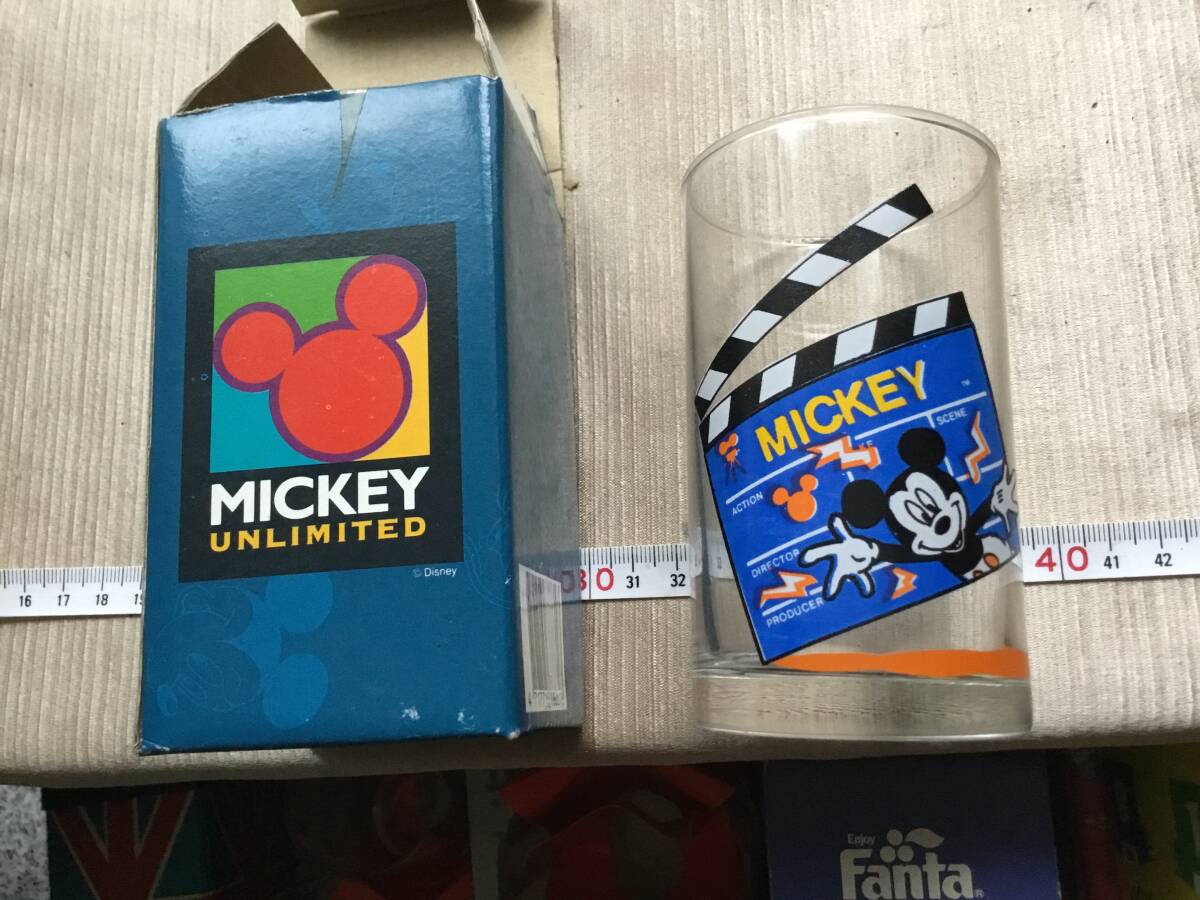 MICKEY
UNLIMITED
© Disney
MICKEY ™
SCENE
ACTION
DIRECTOR
PRODUCER
16 17 18
30 31 32
40 41 42
Enjoy
Fanta®